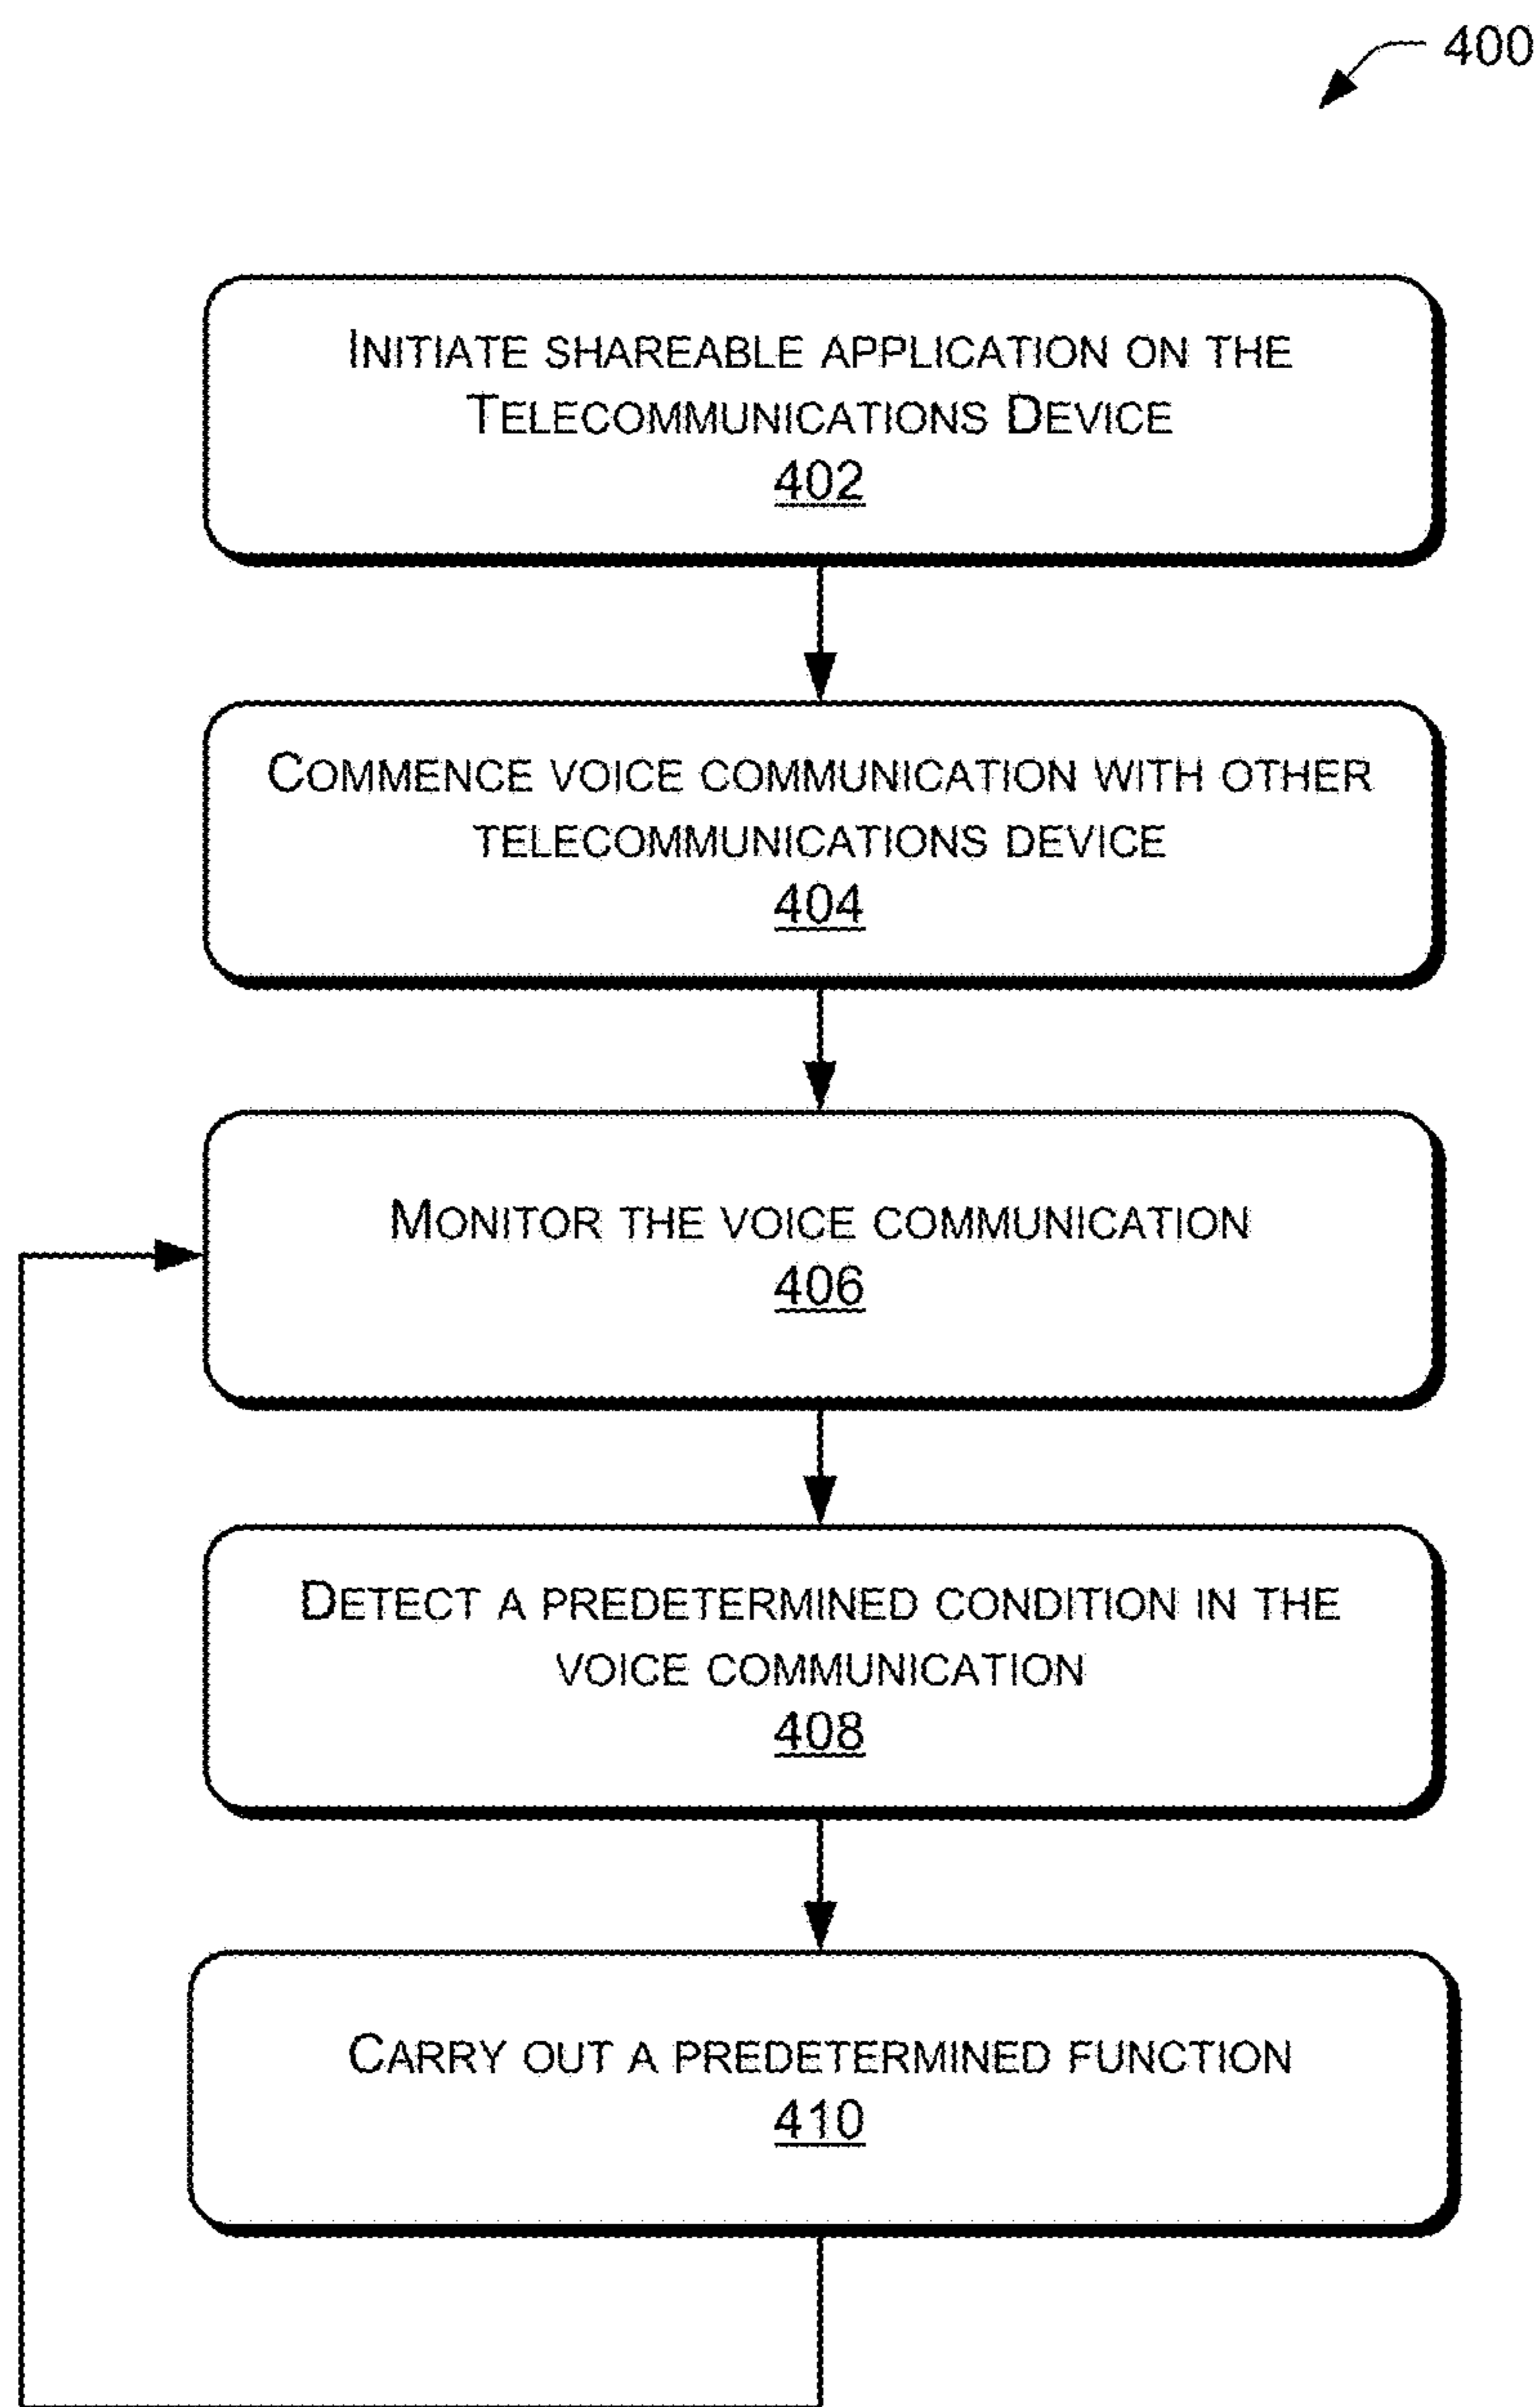 400
INITIATE SHAREABLE APPLICATION ON THE
TELECOMMUNICATIONS DEVICE
402
COMMENCE VOICE COMMUNICATION WITH OTHER
TELECOMMUNICATIONS DEVICE
404
MONITOR THE VOICE COMMUNICATION
406
DETECT A PREDETERMINED CONDITION IN THE
VOICE COMMUNICATION
408
CARRY OUT A PREDETERMINED FUNCTION
410